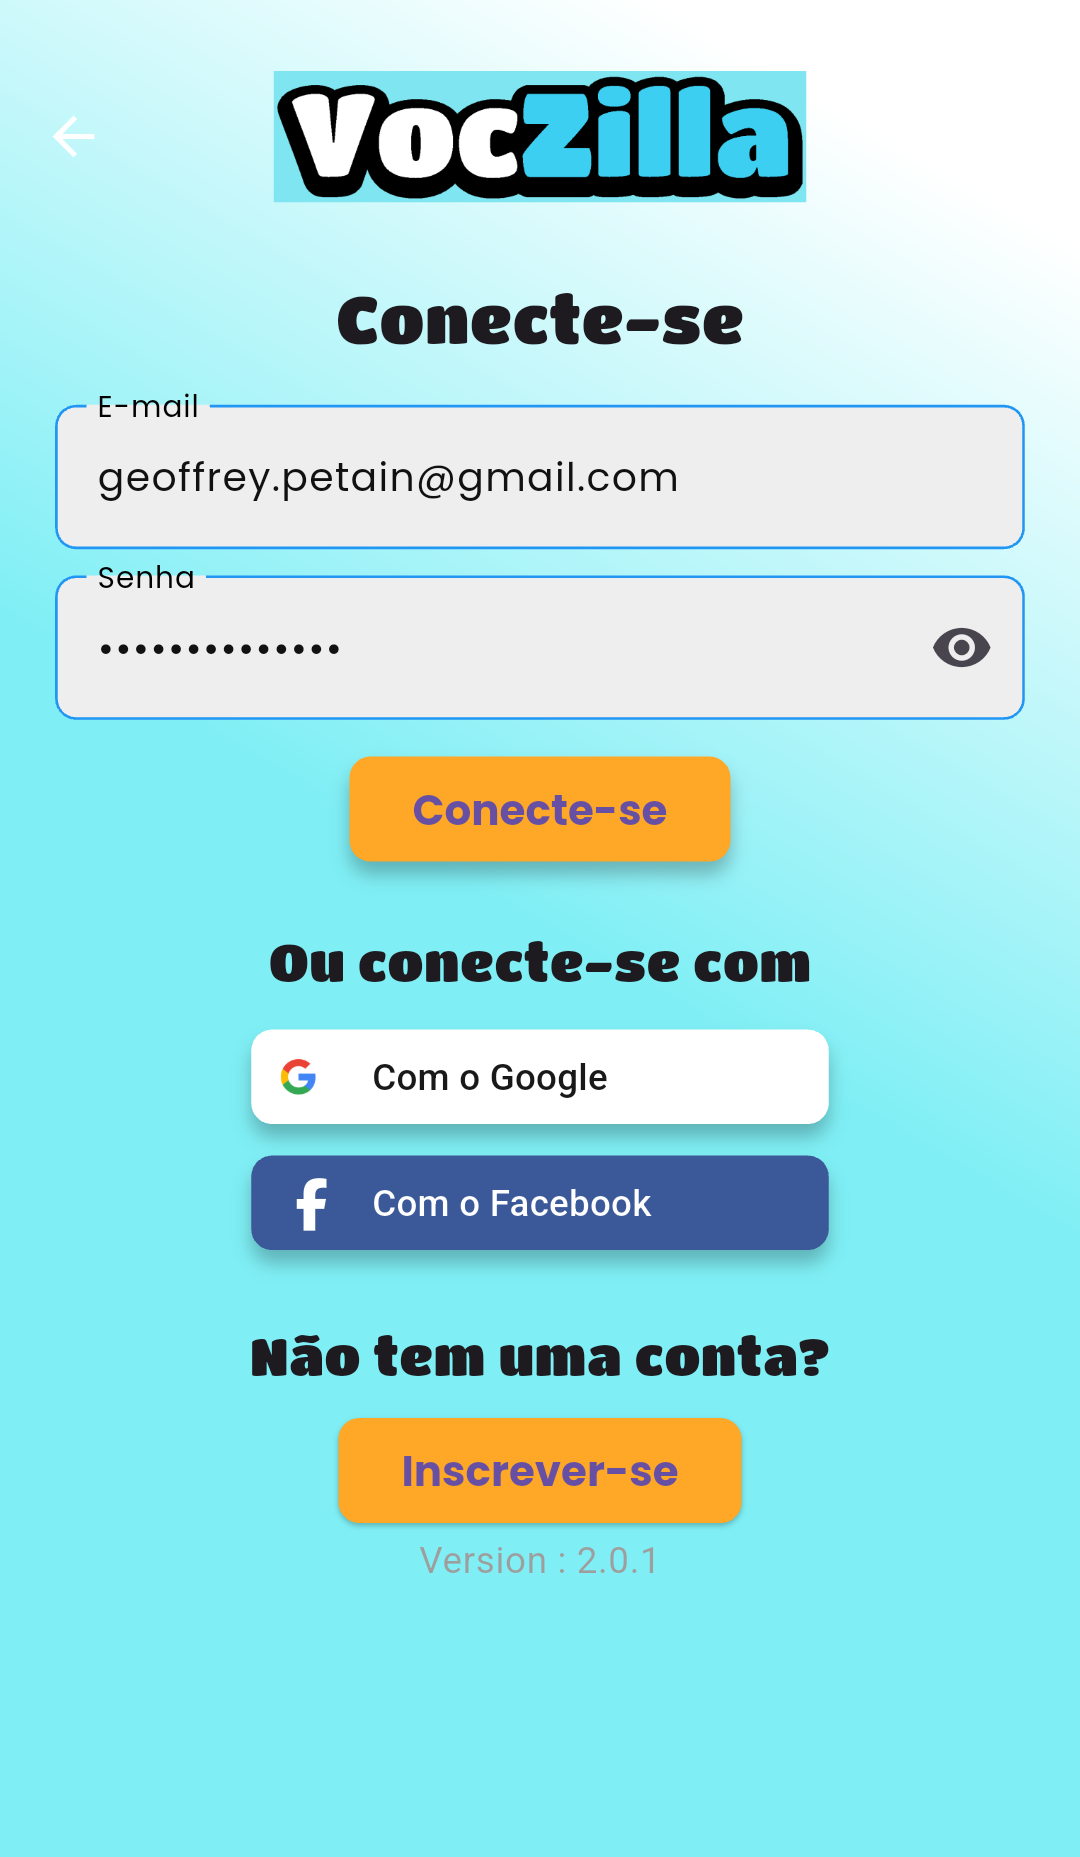 VocZilla
Conecte-se
E-mail
geoffrey.petain@gmail.com
Senha
••••••••••••••
Conecte-se
Ou conecte-se com
Com o Google
Com o Facebook
Não tem uma conta?
Inscrever-se
Version : 2.0.1